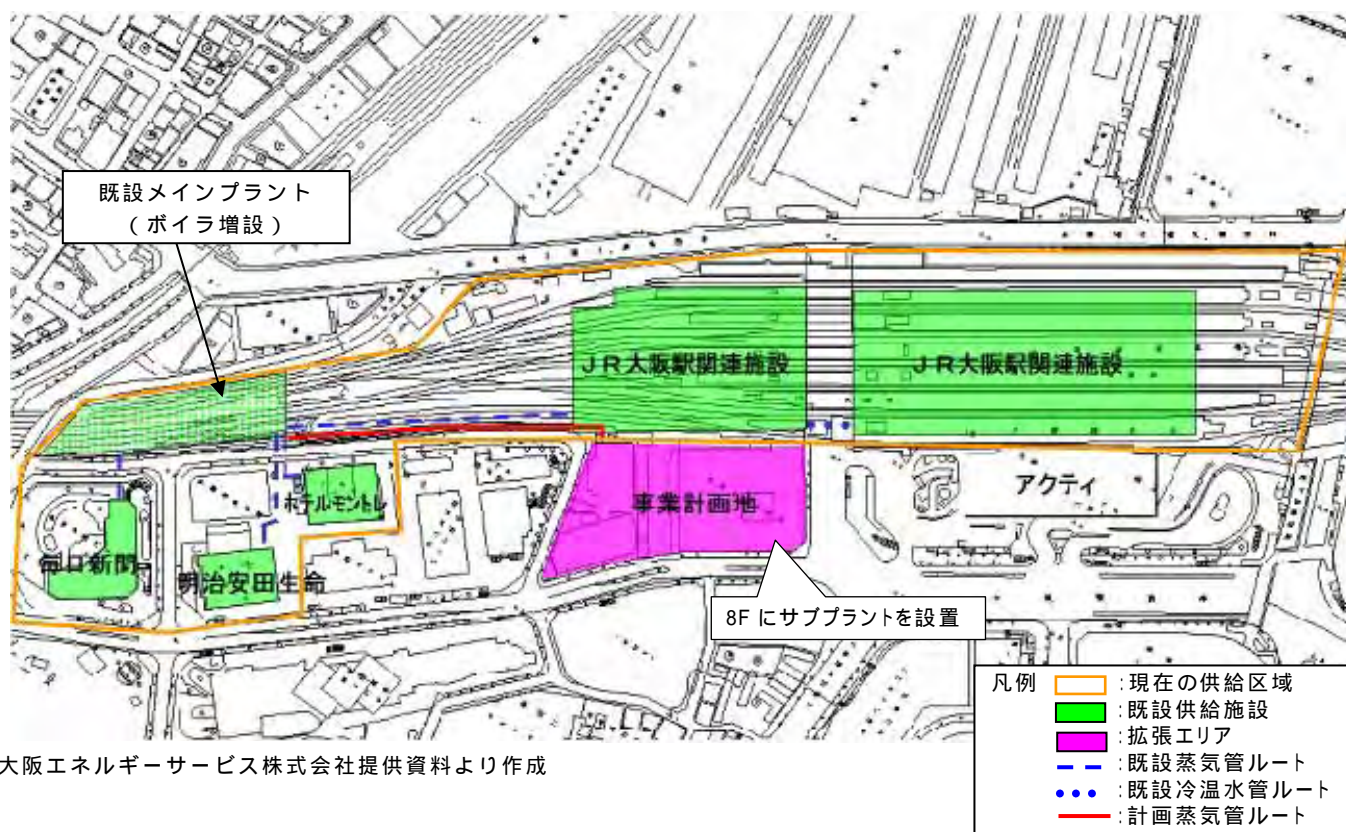 既設メインプラント
(ボイラ増設)
JR大阪駅関連施設
JR大阪駅関連施設
アクティ
事業計画地
ホテルモントレ
毎日新聞
明治安田生命
8Fにサブプラントを設置
凡例
:現在の供給区域
:既設供給施設
:拡張エリア
:既設蒸気管ルート
:既設冷温水管ルート
:計画蒸気管ルート
大阪エネルギーサービス株式会社提供資料より作成